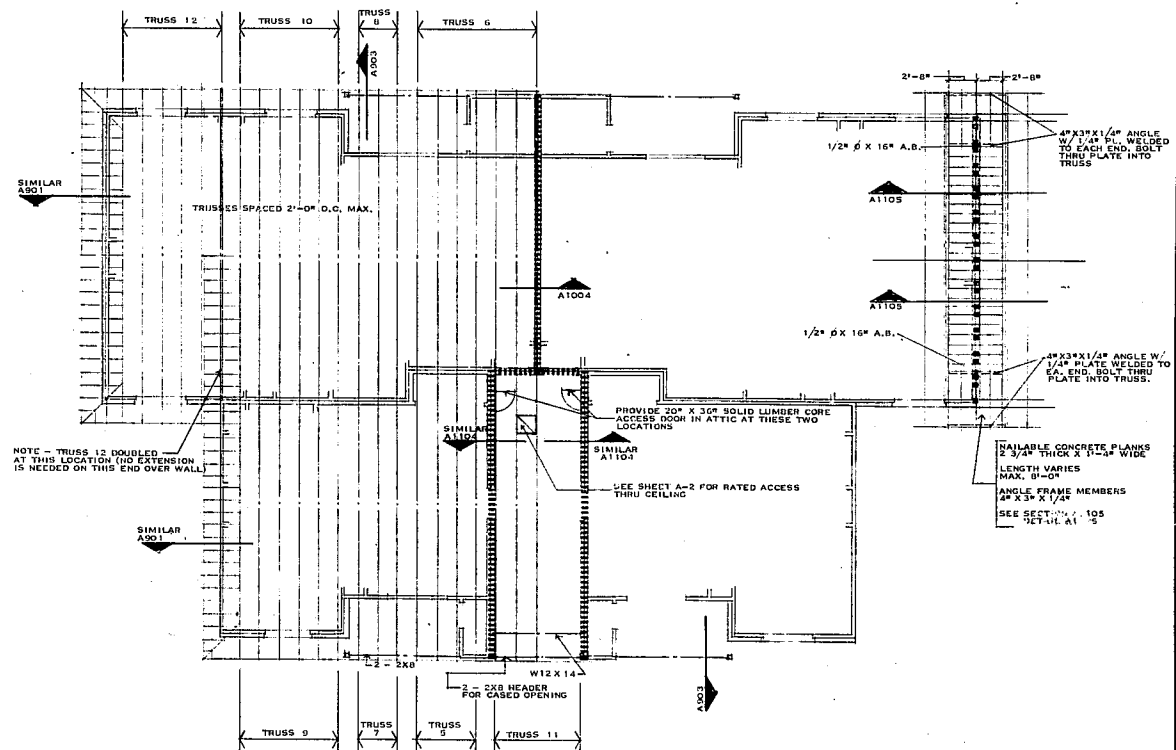 TRUSS 12
TRUSS 10
TRUSS
8
TRUSS 6
A903
2'-8"
2'-8"
4"X3"X1/4" ANGLE
W/ 1/4" PL. WELDED
TO EACH END. BOLT
THRU PLATE INTO
TRUSS
1/2" Ø X 16" A.B.
SIMILAR
A901
TRUSSES SPACED 2'-0" O.C. MAX.
A1105
A1004
A1105
1/2" Ø X 16" A.B.
4"X3"X1/4" ANGLE W/
1/4" PLATE WELDED TO
EA. END. BOLT THRU
PLATE INTO TRUSS.
PROVIDE 20" X 36" SOLID LUMBER CORE
ACCESS DOOR IN ATTIC AT THESE TWO
LOCATIONS
SIMILAR
A1104
SIMILAR
A1104
NOTE - TRUSS 12 DOUBLED
AT THIS LOCATION (NO EXTENSION
IS NEEDED ON THIS END OVER WALL)
SEE SHEET A-2 FOR RATED ACCESS
THRU CEILING
NAILABLE CONCRETE PLANKS
2 3/4" THICK X 1'-4" WIDE
LENGTH VARIES
MAX. 8'-0"
ANGLE FRAME MEMBERS
4" X 3" X 1/4"
SEE
SIMILAR
A901
2 - 2X8
W12 X 14
2 - 2X8 HEADER
FOR CASED OPENING
A903
TRUSS 9
TRUSS
7
TRUSS
5
TRUSS 11